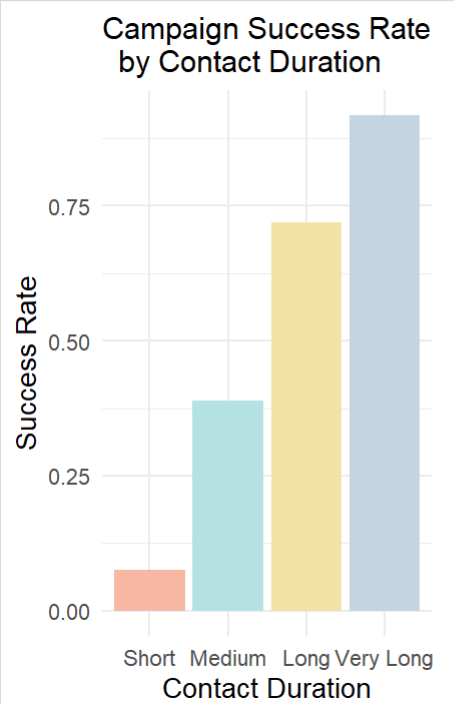 Campaign Success Rate
by Contact Duration
Success Rate
0.75
0.50
0.25
0.00
Short Medium Long Very Long
Contact Duration